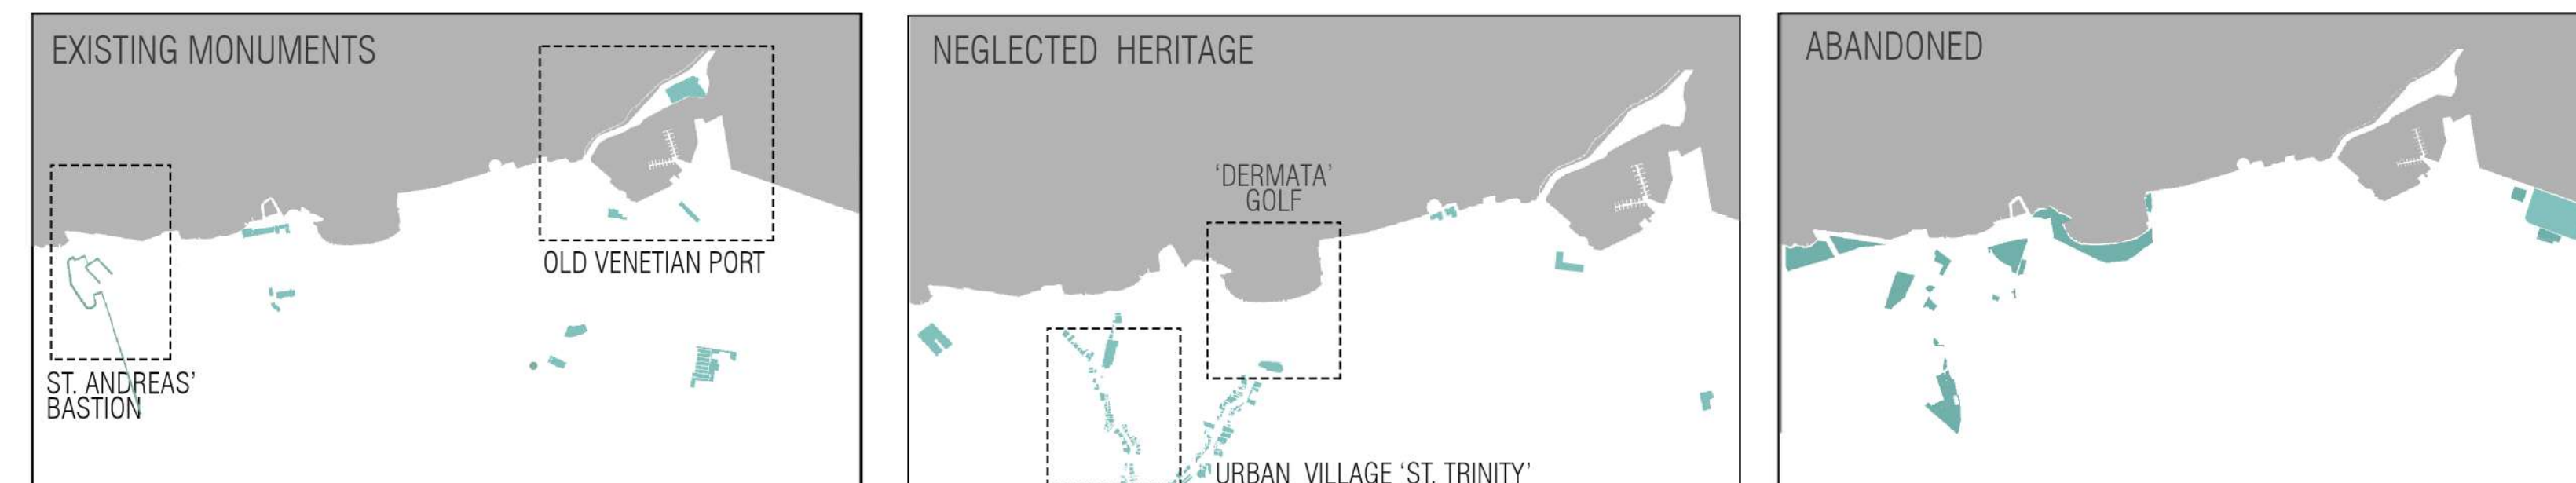 EXISTING MONUMENTS
OLD VENETIAN PORT
ST. ANDREAS'
BASTION
NEGLECTED HERITAGE
'DERMATA'
GOLF
URBAN VILLAGE 'ST. TRINITY'
ABANDONED